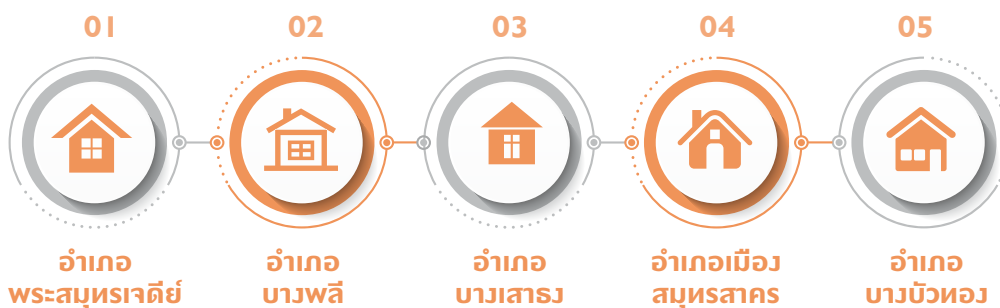 01
02
03
04
05
อำเภอ
พระสมุทรเจดีย์
อำเภอ
บางพลี
อำเภอ
บางเสาธง
อำเภอเมือง
สมุทรสาคร
อำเภอ
บางบัวทอง